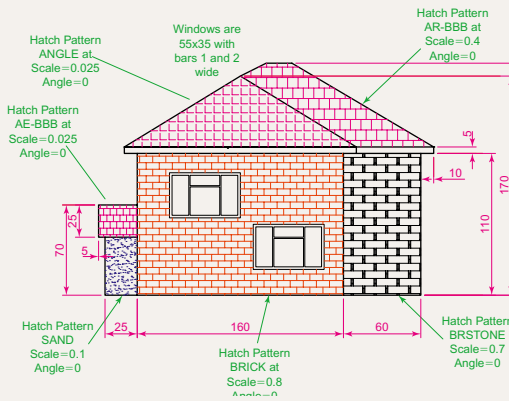 Hatch Pattern
AR-BBB at
Scale=0.4
Angle=0
Windows are
55x35 with
bars 1 and 2
wide
Hatch Pattern
ANGLE at
Scale=0.025
Angle=0
Hatch Pattern
AE-BBB at
Scale=0.025
Angle=0
5
10
170
110
25
70
5
25
160
60
Hatch Pattern
SAND
Scale=0.1
Angle=0
Hatch Pattern
BRICK at
Scale=0.8
Angle=0
Hatch Pattern
BRSTONE
Scale=0.7
Angle=0